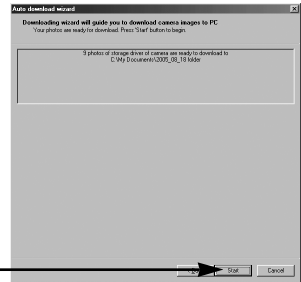 Auto download wizard
Downloading wizard will guide you to download camera images to PC
Your photos are ready for download. Press 'Start' button to begin.
9 photos of storage driver of camera are ready to download to
C:\My Documents\2005_08_18 folder
Start
Cancel